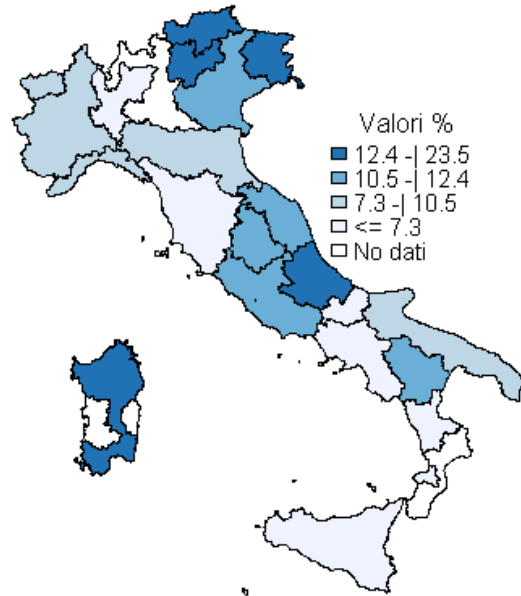 Valori %
12.4 -| 23.5
10.5 -| 12.4
7.3 -| 10.5
<= 7.3
No dati